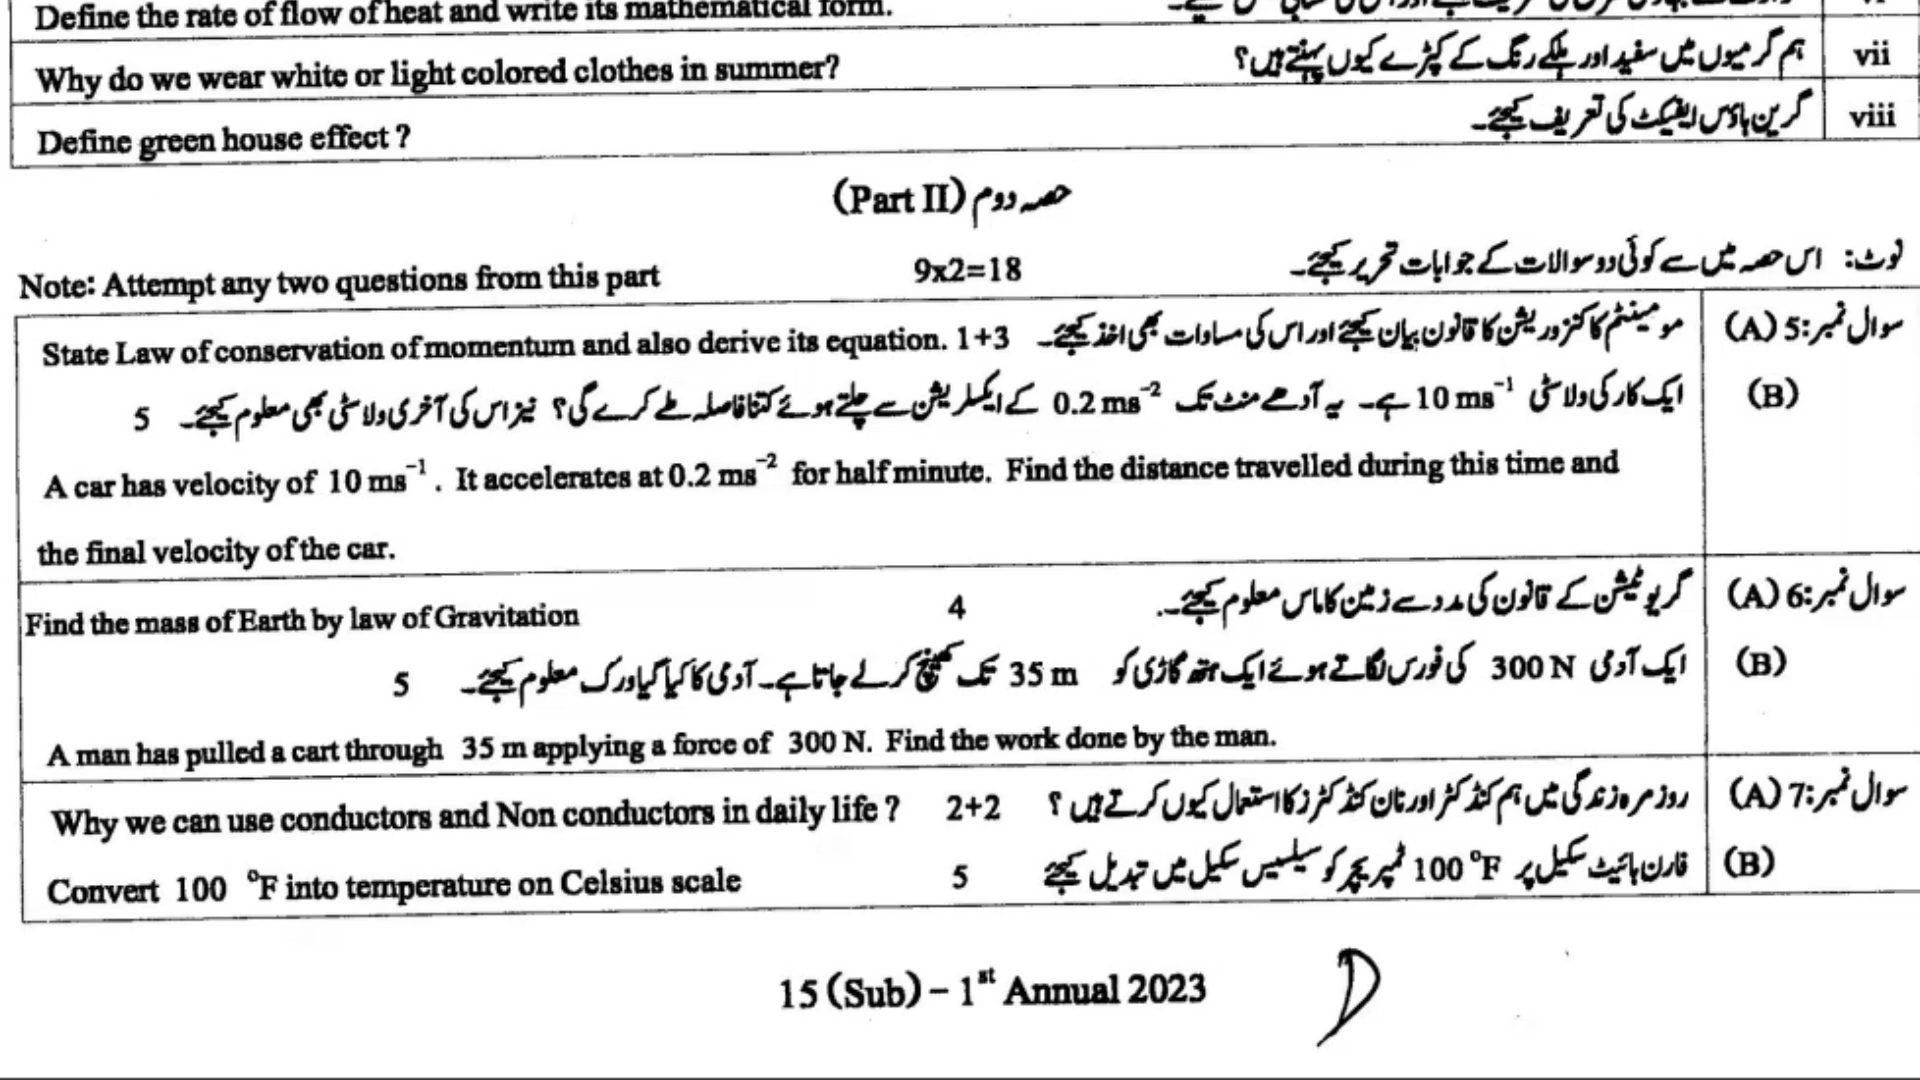 Define the rate of flow of heat and write its mathematical form.
Why do we wear white or light colored clothes in summer? ہم گرمیوں میں سفید اور ہلکے رنگ کے کپڑے کیوں پہنتے ہیں؟ vii
Define green house effect ? گرین ہاؤس ایفیکٹ کی تعریف کیجئے۔ viii
(Part II) حصہ دوم
Note: Attempt any two questions from this part 9x2=18 نوٹ: اس حصہ میں سے کوئی دو سوالات کے جوابات تحریر کیجئے۔
State Law of conservation of momentum and also derive its equation. 1+3 مومینٹم کا کنزرویشن کا قانون بیان کیجئے اور اس کی مساوات بھی اخذ کیجئے۔ (A) سوال نمبر:5
ایک کار کی ولاسٹی 10 ms⁻¹ ہے۔ یہ آدھے منٹ تک 0.2 ms⁻² کے ایکسلریشن سے چلتے ہوئے کتنا فاصلہ طے کرے گی؟ نیز اس کی آخری ولاسٹی بھی معلوم کیجئے۔ 5 (B)
A car has velocity of 10 ms⁻¹ . It accelerates at 0.2 ms⁻² for half minute. Find the distance travelled during this time and
the final velocity of the car.
Find the mass of Earth by law of Gravitation 4 گریویٹیشن کے قانون کی مدد سے زمین کا ماس معلوم کیجئے۔ (A) سوال نمبر:6
ایک آدمی 300 N کی فورس لگاتے ہوئے ایک ہتھ گاڑی کو 35 m تک کھینچ کر لے جاتا ہے۔ آدمی کا کیا گیا ورک معلوم کیجئے۔ 5 (B)
A man has pulled a cart through 35 m applying a force of 300 N. Find the work done by the man.
Why we can use conductors and Non conductors in daily life ? 2+2 روزمرہ زندگی میں ہم کنڈکٹر اور نان کنڈکٹرز کا استعمال کیوں کرتے ہیں ؟ (A) سوال نمبر:7
Convert 100 °F into temperature on Celsius scale 5 فارن ہائیٹ سکیل پر 100 °F ٹمپریچر کو سیلسیس سکیل میں تبدیل کیجئے (B)
15 (Sub) – 1st Annual 2023